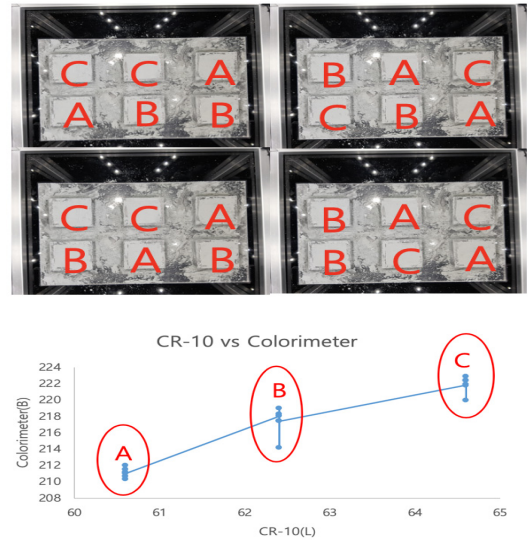 C C A
A B B
B A C
C B A
C C A
B A B
B A C
B C A
CR-10 vs Colorimeter
Colorimeter(B)
224
222
220
218
216
214
212
210
208
A
B
C
60 61 62 63 64 65
CR-10(L)